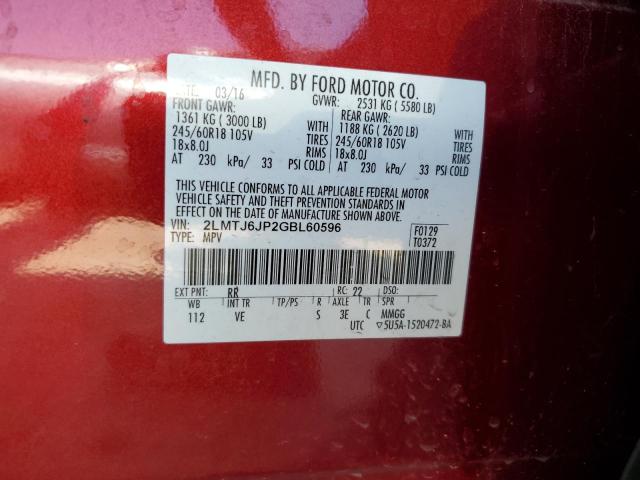 MFD. BY FORD MOTOR CO.
03/16 GVWR: 2531 KG ( 5580 LB)
FRONT GAWR: REAR GAWR:
1361 KG ( 3000 LB) WITH 1188 KG ( 2620 LB) WITH
245/60R18 105V TIRES 245/60R18 105V TIRES
18x8.0J RIMS 18x8.0J RIMS
AT 230 kPa/ 33 PSI COLD AT 230 kPa/ 33 PSI COLD
THIS VEHICLE CONFORMS TO ALL APPLICABLE FEDERAL MOTOR
VEHICLE SAFETY AND BUMPER AND THEFT PREVENTION STANDARDS IN
EFFECT ON THE DATE OF MANUFACTURE SHOWN ABOVE.
VIN: 2LMTJ6JP2GBL60596 F0129
TYPE: MPV T0372
EXT PNT: RR RC: 22 DSO:
WB INT TR TP/PS R AXLE TR SPR
112 VE S 3E C MMGG
UTC ▽5U5A-1520472-BA